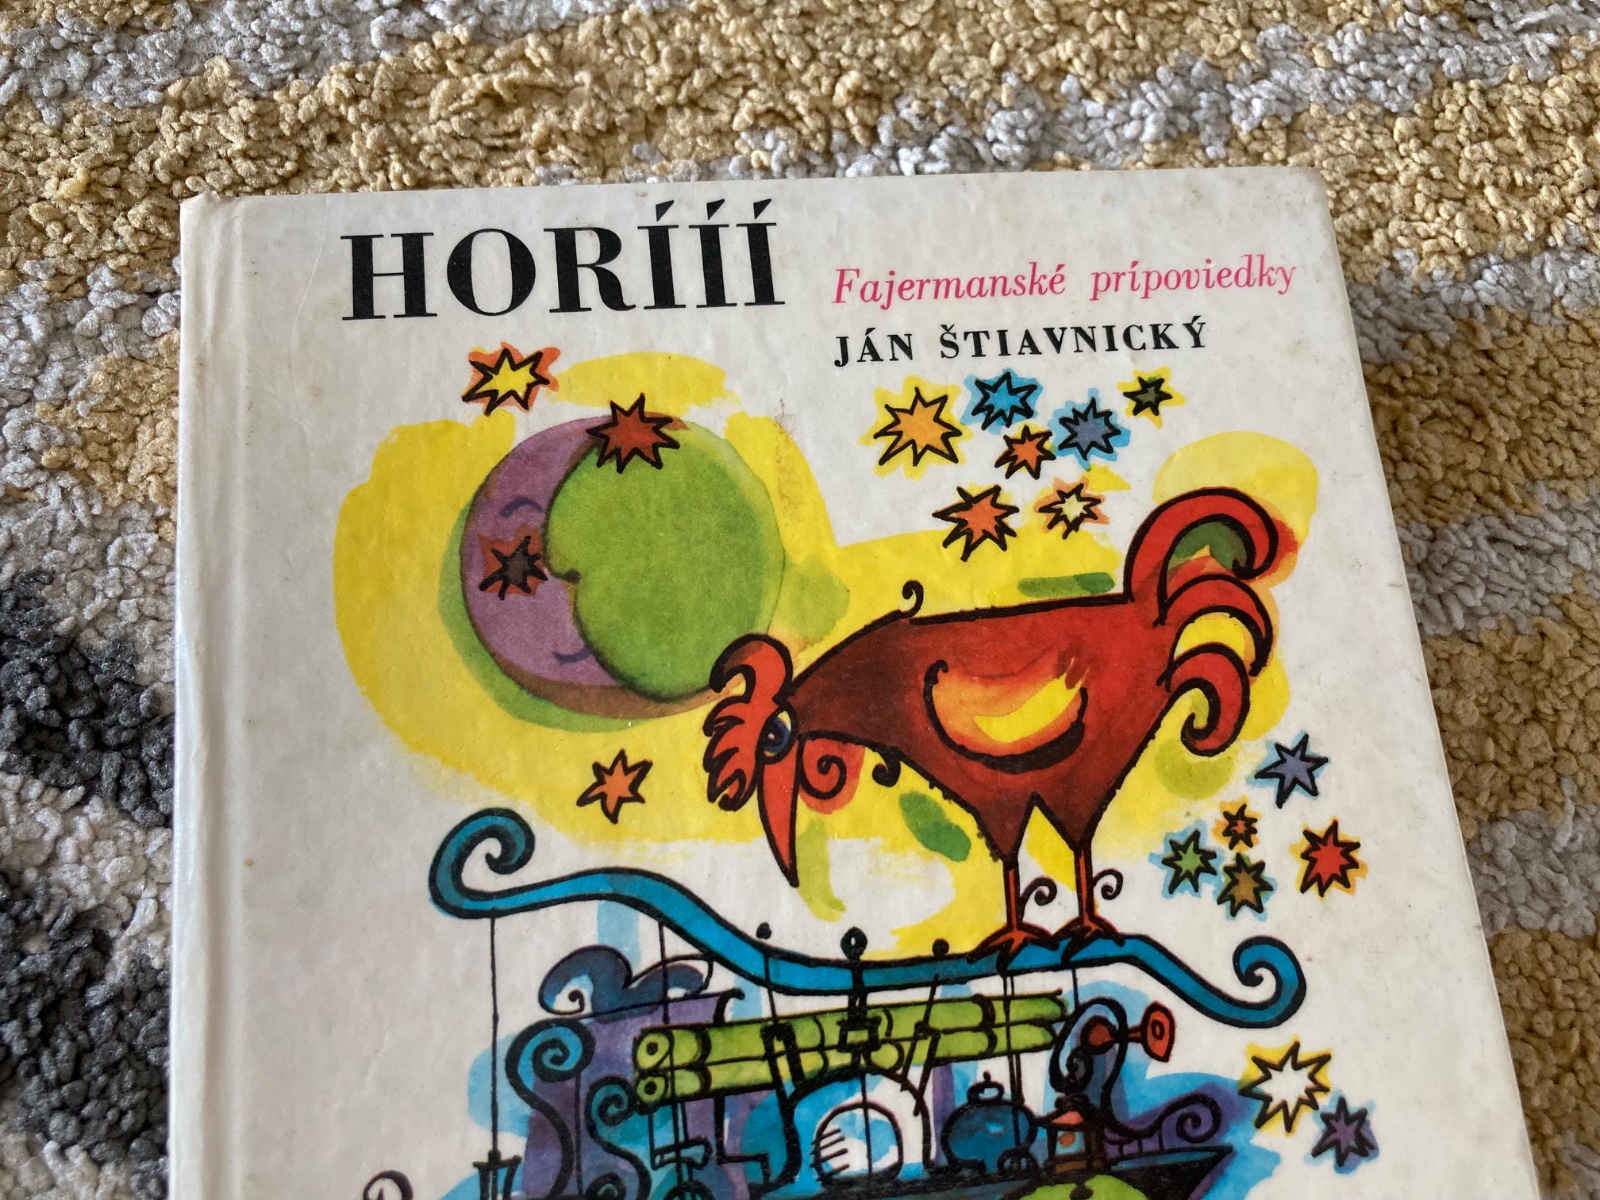 HORÍÍÍ
Fajermanské prípoviedky
JÁN ŠTIAVNICKÝ